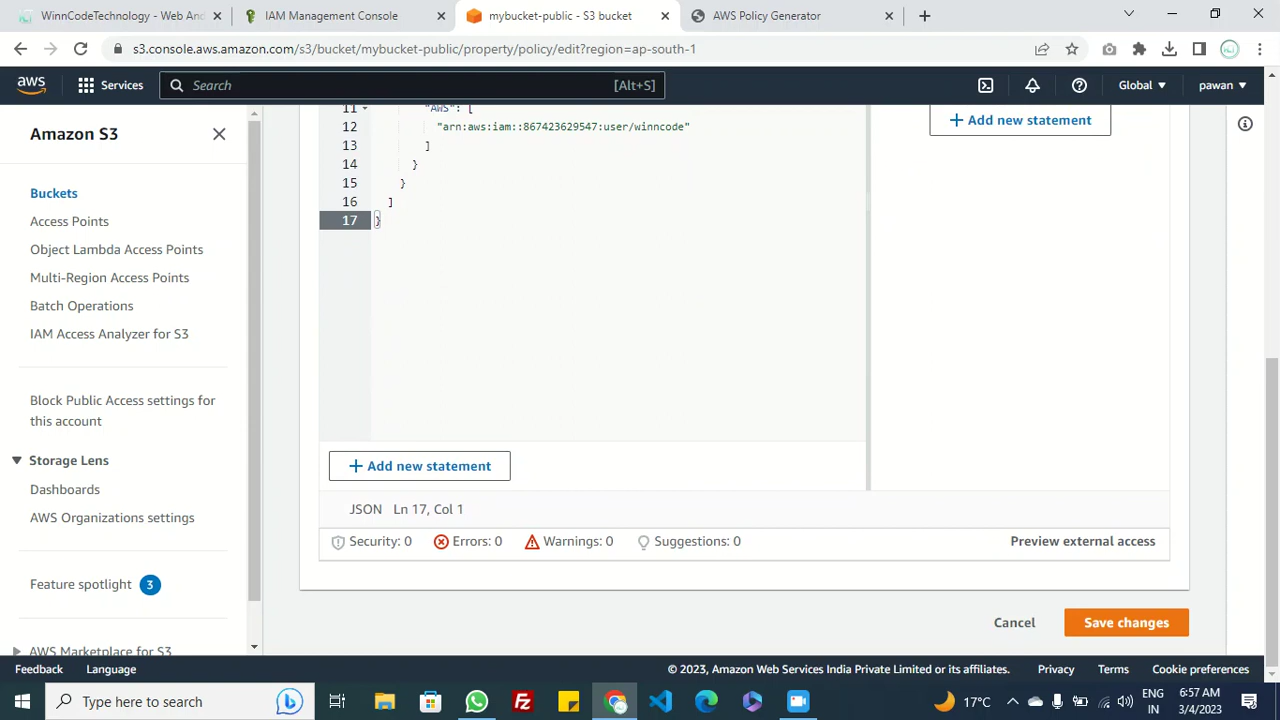 WinnCodeTechnology - Web And
IAM Management Console
mybucket-public - S3 bucket
AWS Policy Generator
s3.console.aws.amazon.com/s3/bucket/mybucket-public/property/policy/edit?region=ap-south-1
aws
Services
Search
[Alt+S]
Global
pawan
Amazon S3
Buckets
Access Points
Object Lambda Access Points
Multi-Region Access Points
Batch Operations
IAM Access Analyzer for S3
Block Public Access settings for
this account
Storage Lens
Dashboards
AWS Organizations settings
Feature spotlight 3
AWS Marketplace for S3
11 "AWS": [
12 "arn:aws:iam::867423629547:user/winncode"
13 ]
14 }
15 }
16 ]
17 }
+ Add new statement
+ Add new statement
JSON Ln 17, Col 1
Security: 0 Errors: 0 Warnings: 0 Suggestions: 0
Preview external access
Cancel
Save changes
Feedback Language
© 2023, Amazon Web Services India Private Limited or its affiliates.
Privacy Terms Cookie preferences
Type here to search
17°C
ENG
IN
6:57 AM
3/4/2023